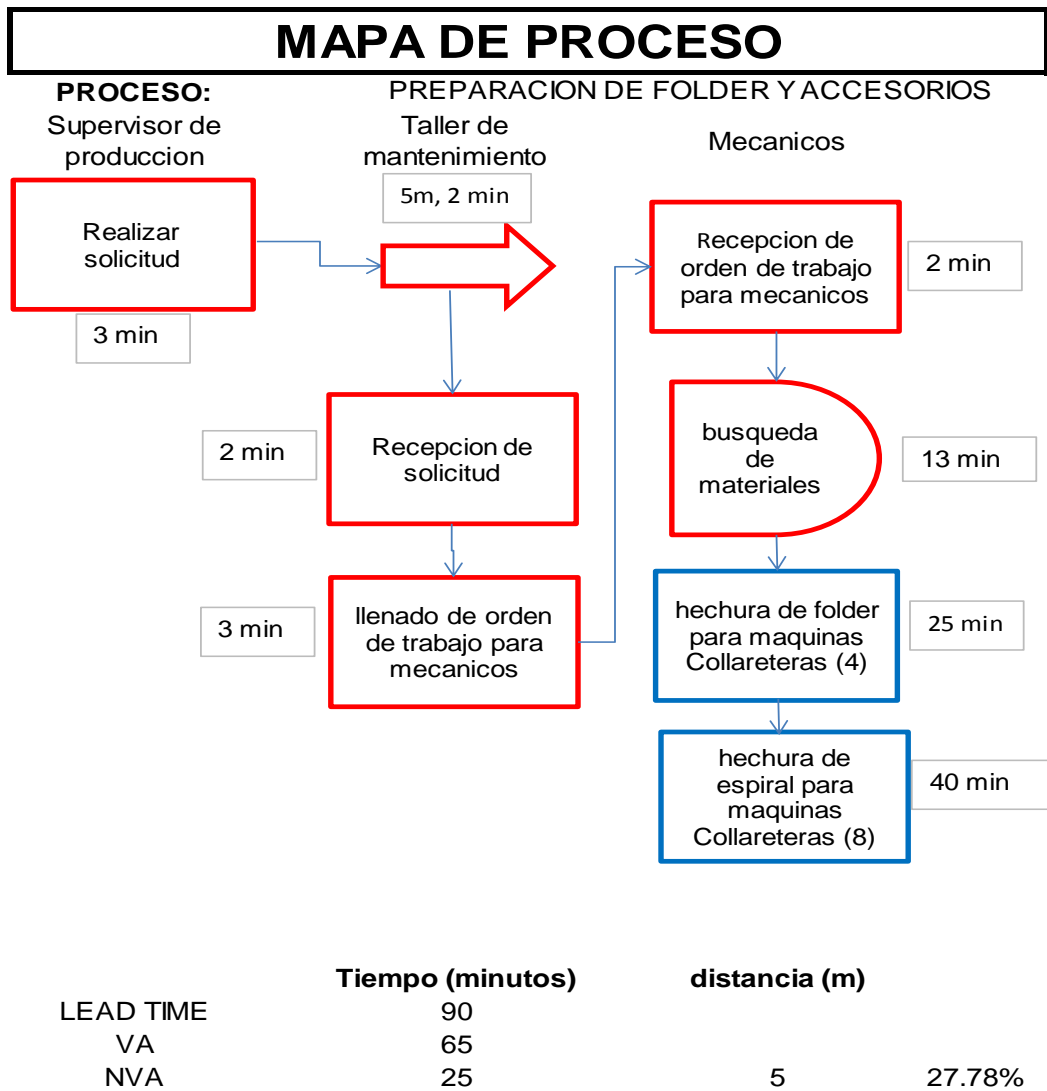 MAPA DE PROCESO
PROCESO:
PREPARACION DE FOLDER Y ACCESORIOS
Supervisor de
produccion
Taller de
mantenimiento
Mecanicos
5m, 2 min
Realizar
solicitud
3 min
Recepcion de
orden de trabajo
para mecanicos
2 min
2 min
Recepcion de
solicitud
busqueda
de
materiales
13 min
3 min
llenado de orden
de trabajo para
mecanicos
hechura de folder
para maquinas
Collareteras (4)
25 min
hechura de
espiral para
maquinas
Collareteras (8)
40 min
Tiempo (minutos) distancia (m)
LEAD TIME 90
VA 65
NVA 25 5 27.78%